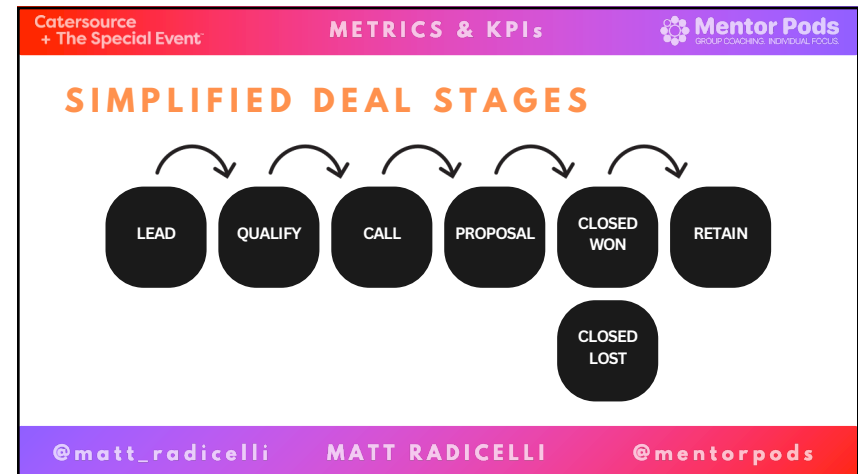 Catersource
+ The Special Event
METRICS & KPIs
Mentor Pods
GROUP COACHING. INDIVIDUAL FOCUS.
SIMPLIFIED DEAL STAGES
LEAD
QUALIFY
CALL
PROPOSAL
CLOSED
WON
RETAIN
CLOSED
LOST
@matt_radicelli
MATT RADICELLI
@mentorpods